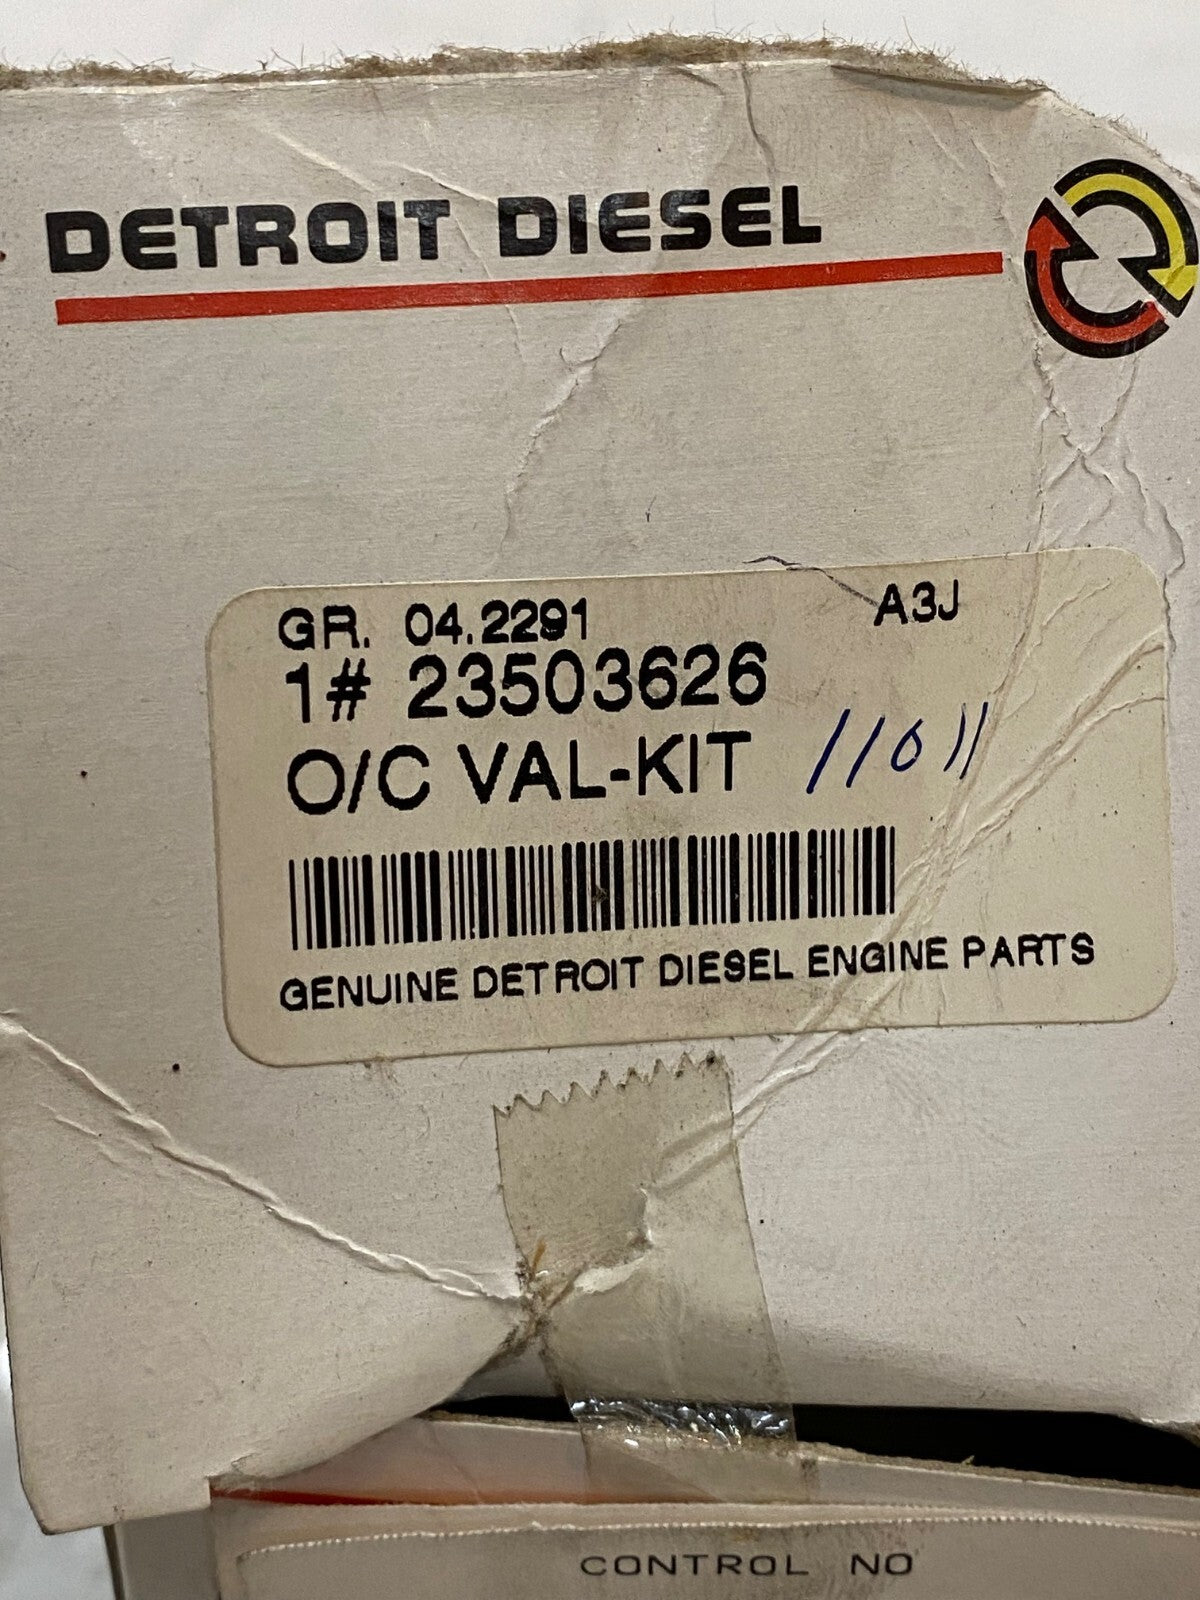 DETROIT DIESEL
GR. 04.2291 A3J
1# 23503626
O/C VAL-KIT 11011
GENUINE DETROIT DIESEL ENGINE PARTS
CONTROL NO